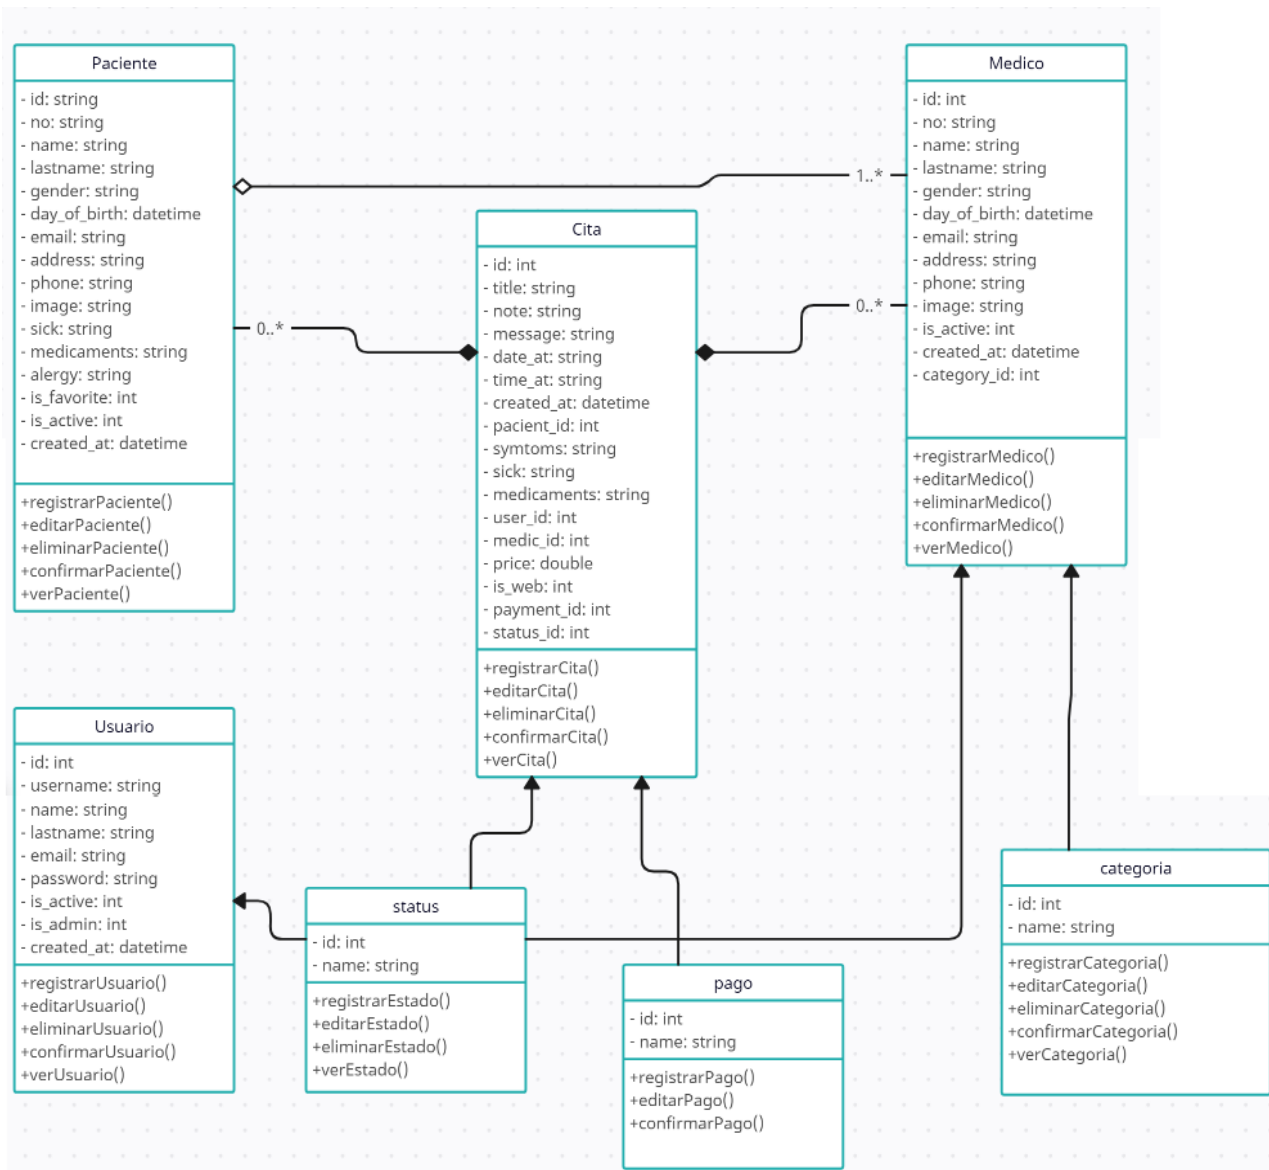 Paciente
- id: string
- no: string
- name: string
- lastname: string
- gender: string
- day_of_birth: datetime
- email: string
- address: string
- phone: string
- image: string
- sick: string
- medicaments: string
- alergy: string
- is_favorite: int
- is_active: int
- created_at: datetime
+registrarPaciente()
+editarPaciente()
+eliminarPaciente()
+confirmarPaciente()
+verPaciente()
1..*
0..*
0..*
Medico
- id: int
- no: string
- name: string
- lastname: string
- gender: string
- day_of_birth: datetime
- email: string
- address: string
- phone: string
- image: string
- is_active: int
- created_at: datetime
- category_id: int
+registrarMedico()
+editarMedico()
+eliminarMedico()
+confirmarMedico()
+verMedico()
Cita
- id: int
- title: string
- note: string
- message: string
- date_at: string
- time_at: string
- created_at: datetime
- pacient_id: int
- symtoms: string
- sick: string
- medicaments: string
- user_id: int
- medic_id: int
- price: double
- is_web: int
- payment_id: int
- status_id: int
+registrarCita()
+editarCita()
+eliminarCita()
+confirmarCita()
+verCita()
Usuario
- id: int
- username: string
- name: string
- lastname: string
- email: string
- password: string
- is_active: int
- is_admin: int
- created_at: datetime
+registrarUsuario()
+editarUsuario()
+eliminarUsuario()
+confirmarUsuario()
+verUsuario()
status
- id: int
- name: string
+registrarEstado()
+editarEstado()
+eliminarEstado()
+verEstado()
pago
- id: int
- name: string
+registrarPago()
+editarPago()
+confirmarPago()
categoria
- id: int
- name: string
+registrarCategoria()
+editarCategoria()
+eliminarCategoria()
+confirmarCategoria()
+verCategoria()